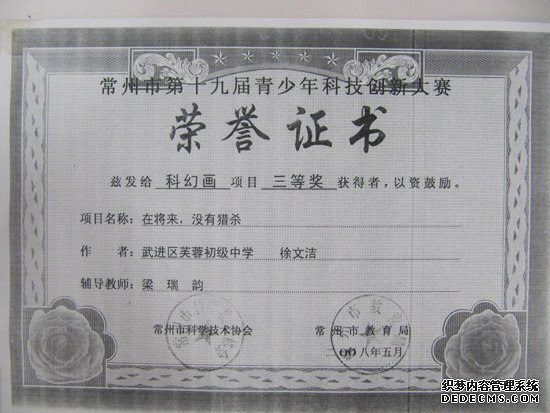 常州市第十九届青少年科技创新大赛
荣誉证书
兹发给 科幻画 项目 三等奖 获得者，以资鼓励。
项目名称：在将来，没有猎杀
作 者：武进区芙蓉初级中学 徐文洁
辅导教师：梁瑞韵
常州市科学技术协会 常州市教育局
二〇〇八年五月
织梦内容管理系统
DEDECMS.COM